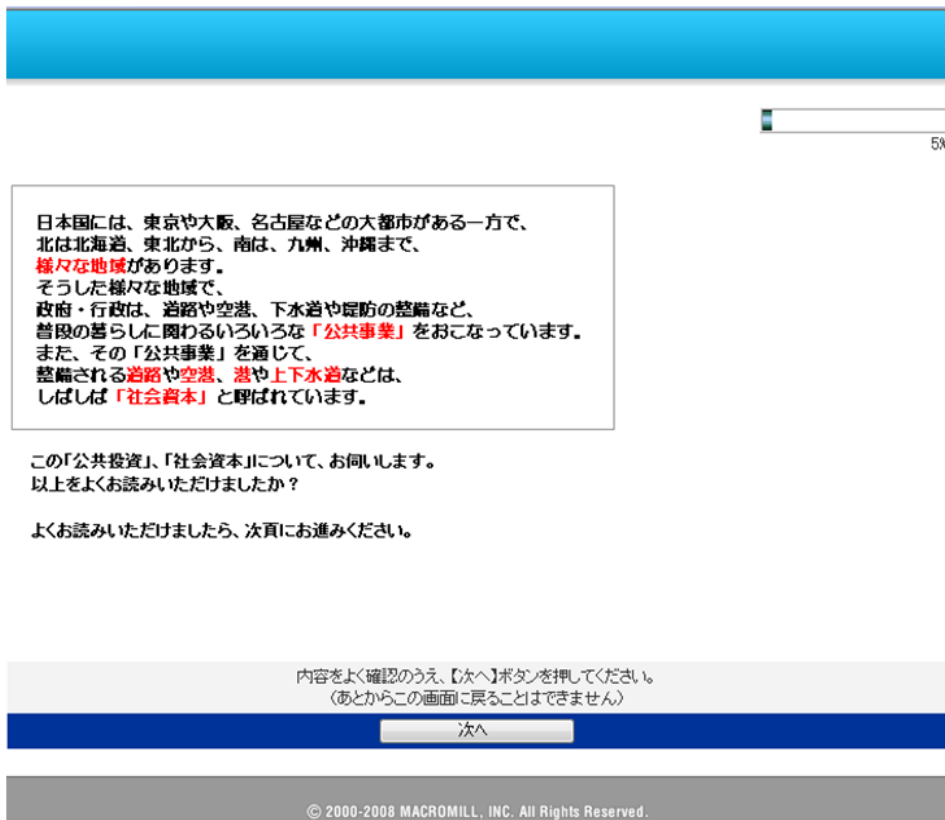 5%
日本国には、東京や大阪、名古屋などの大都市がある一方で、
北は北海道、東北から、南は、九州、沖縄まで、
様々な地域があります。
そうした様々な地域で、
政府・行政は、道路や空港、下水道や堤防の整備など、
普段の暮らしに関わるいろいろな「公共事業」をおこなっています。
また、その「公共事業」を通じて、
整備される道路や空港、港や上下水道などは、
しばしば「社会資本」と呼ばれています。
この「公共投資」、「社会資本」について、お伺いします。
以上をよくお読みいただけましたか？
よくお読みいただけましたら、次頁にお進みください。
内容をよく確認のうえ、【次へ】ボタンを押してください。
（あとからこの画面に戻ることはできません）
次へ
© 2000-2008 MACROMILL, INC. All Rights Reserved.